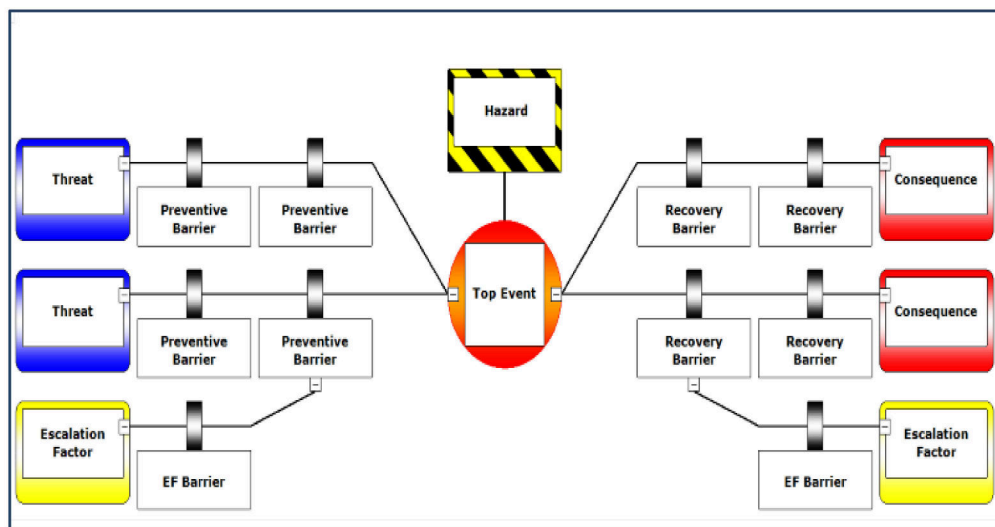 Hazard
Threat
Preventive
Barrier
Preventive
Barrier
Recovery
Barrier
Recovery
Barrier
Consequence
Top Event
Threat
Preventive
Barrier
Preventive
Barrier
Recovery
Barrier
Recovery
Barrier
Consequence
Escalation
Factor
EF Barrier
EF Barrier
Escalation
Factor